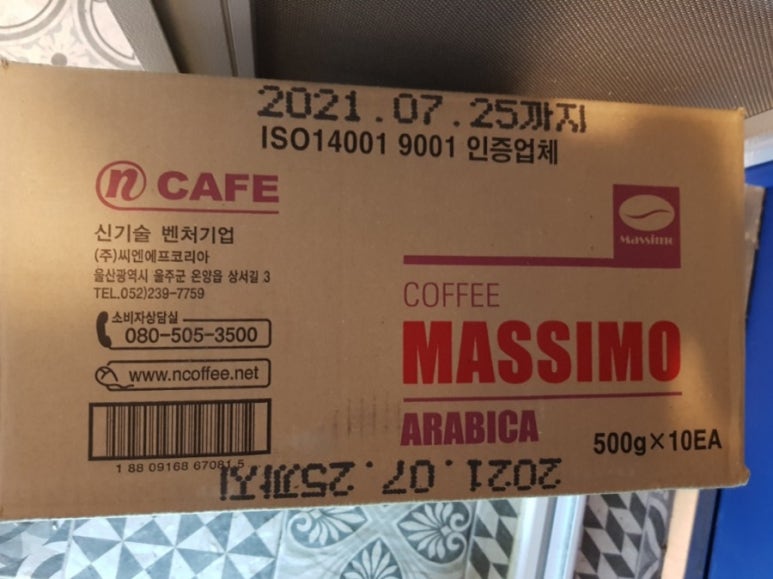 2021.07.25까지
ISO14001 9001 인증업체
n CAFE
신기술 벤처기업
(주)씨엔에프코리아
울산광역시 울주군 온양읍 상서길 3
TEL.052)239-7759
소비자상담실
080-505-3500
www.ncoffee.net
1 88 09168 67081 5
Massimo
COFFEE
MASSIMO
ARABICA
500g×10EA
2021.07.25까지